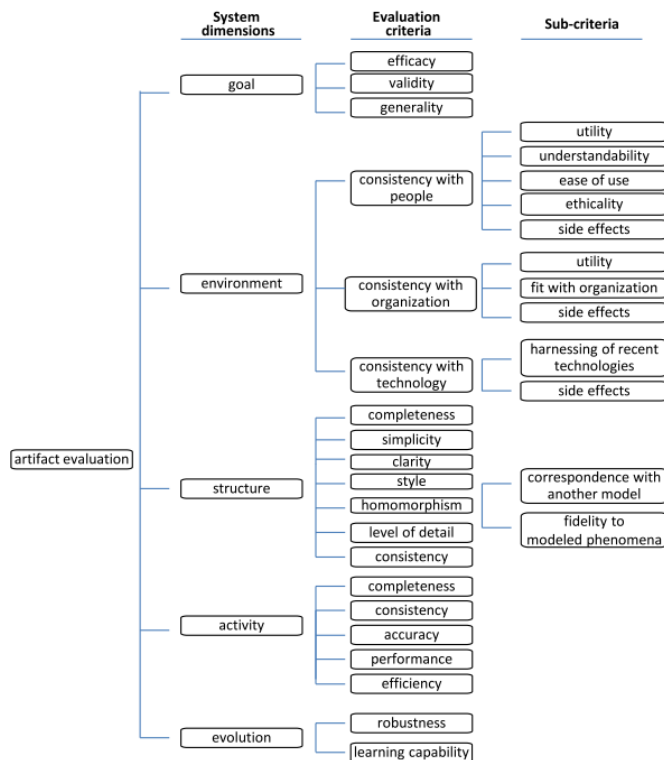 System
dimensions
Evaluation
criteria
Sub-criteria
artifact evaluation
goal
efficacy
validity
generality
environment
consistency with
people
utility
understandability
ease of use
ethicality
side effects
consistency with
organization
utility
fit with organization
side effects
consistency with
technology
harnessing of recent
technologies
side effects
structure
completeness
simplicity
clarity
style
homomorphism
correspondence with
another model
fidelity to
modeled phenomena
level of detail
consistency
activity
completeness
consistency
accuracy
performance
efficiency
evolution
robustness
learning capability